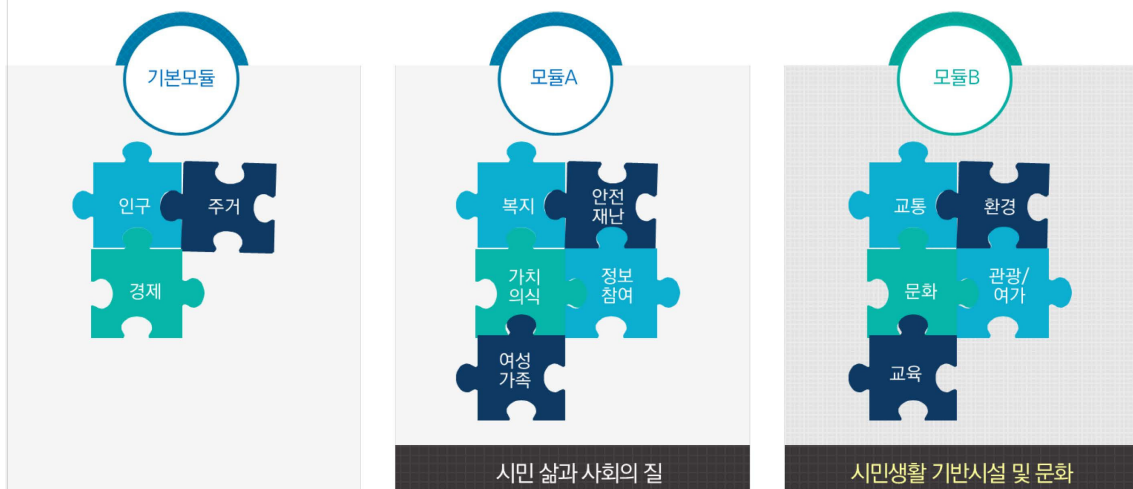 기본모듈
인구
주거
경제
모듈A
복지
안전
재난
가치
의식
정보
참여
여성
가족
시민 삶과 사회의 질
모듈B
교통
환경
문화
관광/
여가
교육
시민생활 기반시설 및 문화